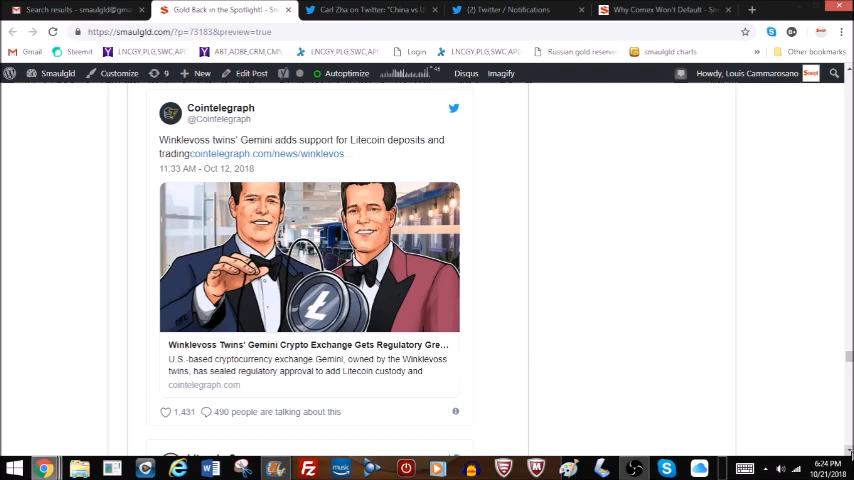 Search results - smaulgld@gma
Gold Back in the Spotlight! - Sm
Carl Zha on Twitter: "China vs U
(2) Twitter / Notifications
Why Comex Won't Default - Sm
https://smaulgld.com/?p=73183&preview=true
Gmail
Steemit
LNCGY,PLG,SWC,AP
ABT,ADBE,CRM,CMS
LNCGY,PLG,SWC,APC
Login
LNCGY,PLG,SWC,API
Russian gold reserve
smaulgld charts
Other bookmarks
Smaulgld
Customize
9
New
Edit Post
Autoptimize
Disqus
Imagify
Howdy, Louis Cammarosano
Cointelegraph
@Cointelegraph
Winklevoss twins' Gemini adds support for Litecoin deposits and
tradingcointelegraph.com/news/winklevos...
11:33 AM - Oct 12, 2018
Winklevoss Twins' Gemini Crypto Exchange Gets Regulatory Gre...
U.S.-based cryptocurrency exchange Gemini, owned by the Winklevoss
twins, has sealed regulatory approval to add Litecoin custody and
cointelegraph.com
1,431
490 people are talking about this
6:24 PM
10/21/2018